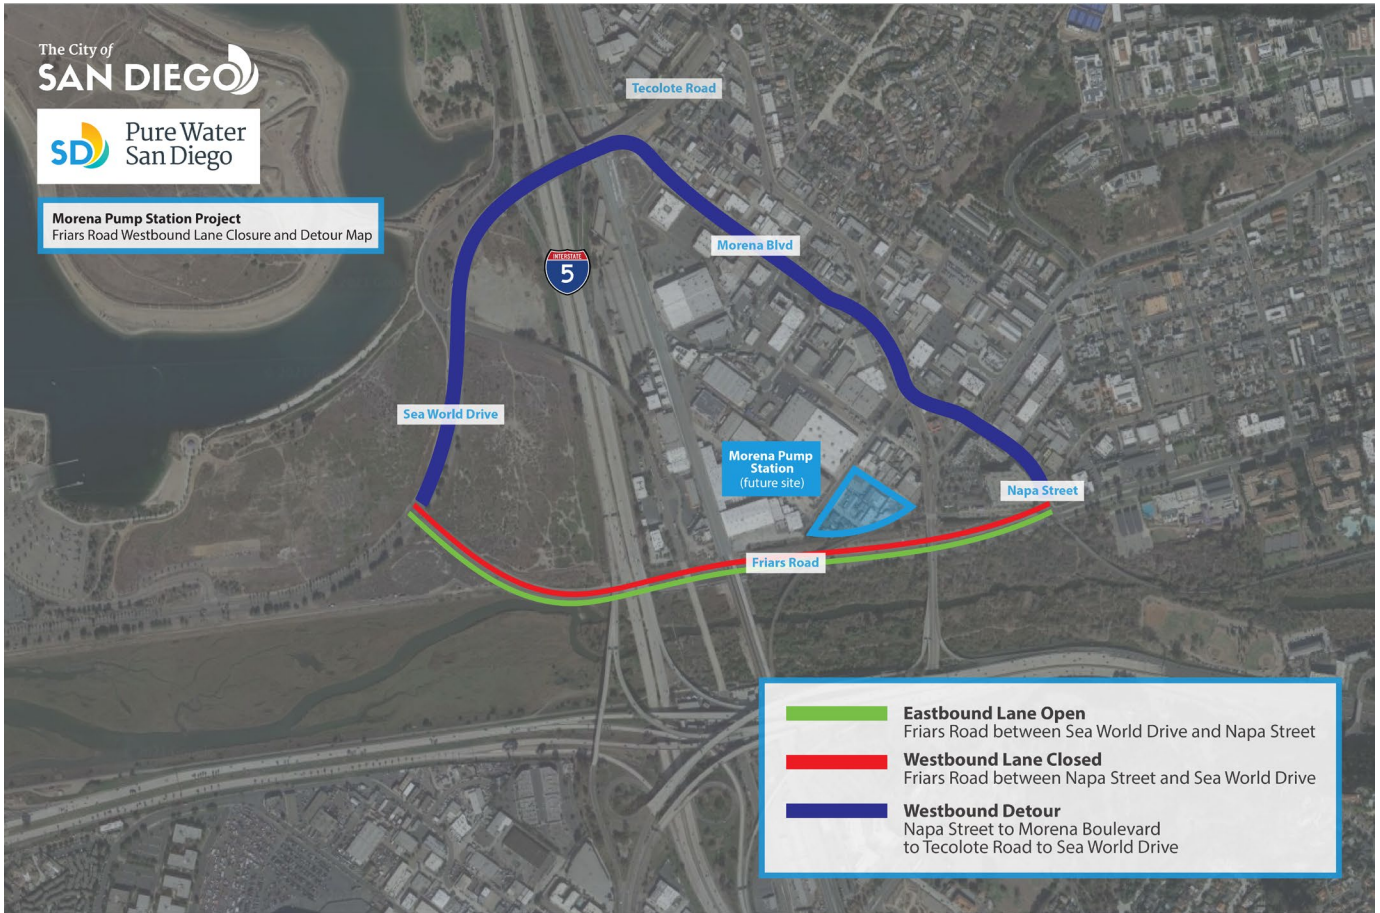 The City of
SAN DIEGO
SD
Pure Water
San Diego
Morena Pump Station Project
Friars Road Westbound Lane Closure and Detour Map
Tecolote Road
Morena Blvd
INTERSTATE
5
Sea World Drive
Morena Pump
Station
(future site)
Napa Street
Friars Road
Eastbound Lane Open
Friars Road between Sea World Drive and Napa Street
Westbound Lane Closed
Friars Road between Napa Street and Sea World Drive
Westbound Detour
Napa Street to Morena Boulevard
to Tecolote Road to Sea World Drive